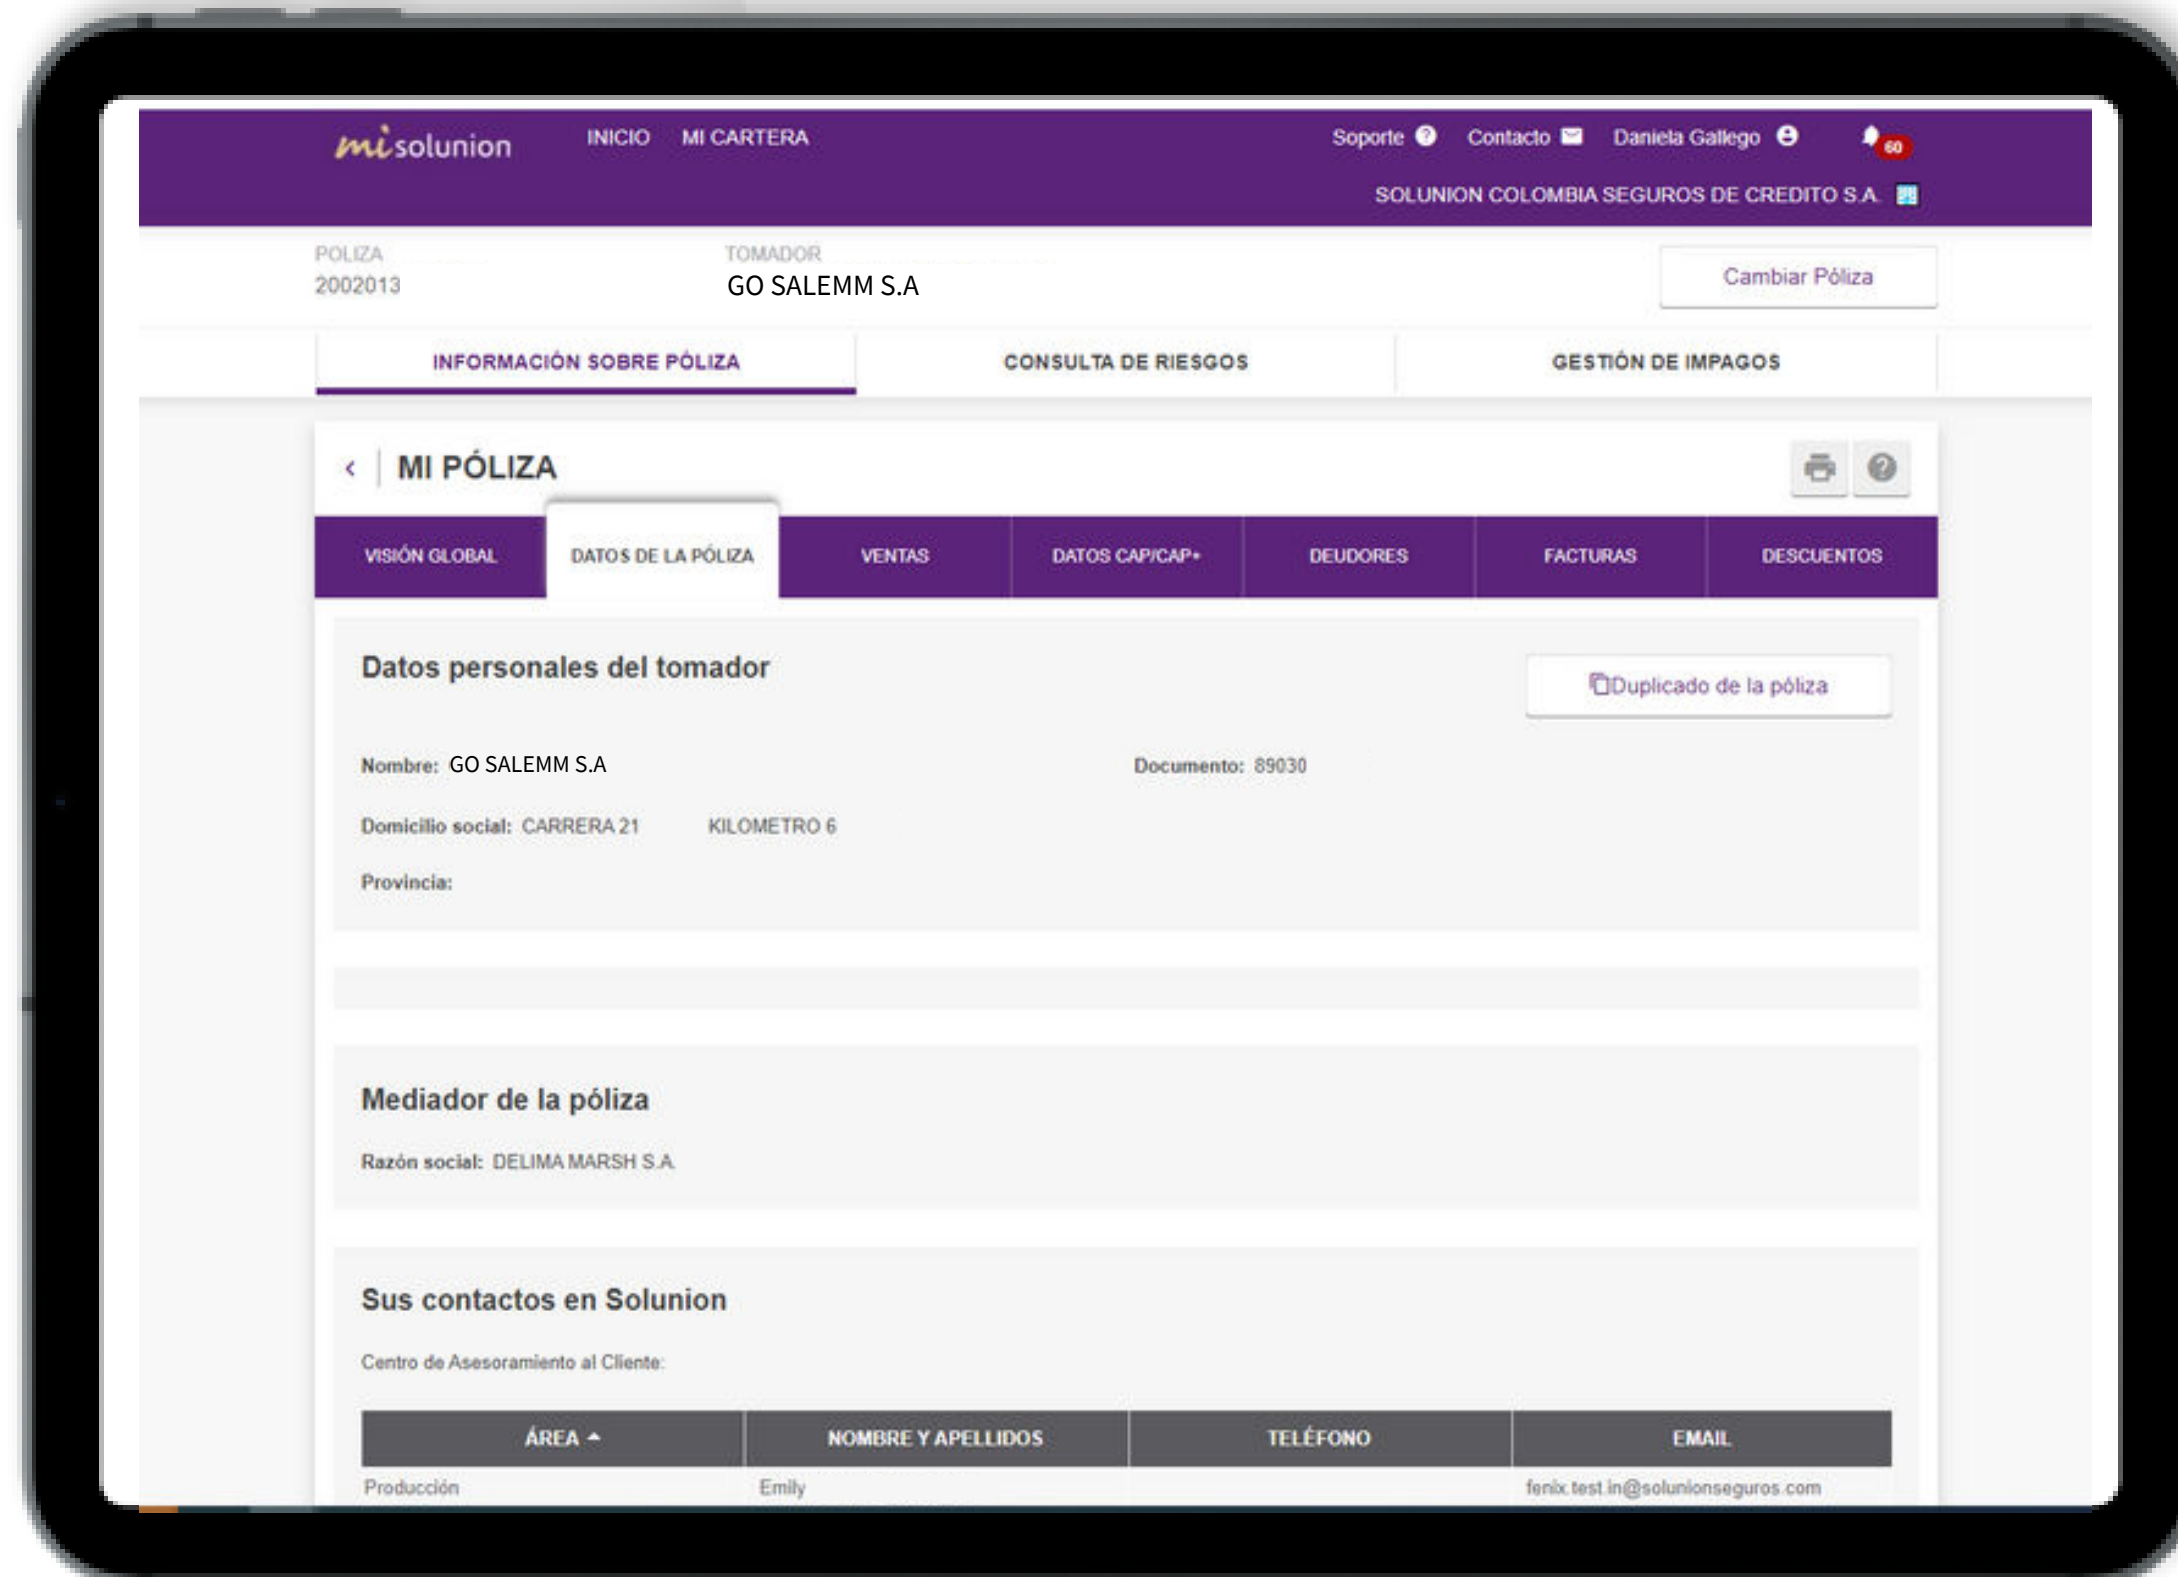 misolunion INICIO MI CARTERA Soporte Contacto Daniela Gallego 60
SOLUNION COLOMBIA SEGUROS DE CREDITO S.A.
POLIZA TOMADOR
2002013 GO SALEMM S.A Cambiar Póliza
INFORMACIÓN SOBRE PÓLIZA CONSULTA DE RIESGOS GESTIÓN DE IMPAGOS
MI PÓLIZA
VISIÓN GLOBAL DATOS DE LA PÓLIZA VENTAS DATOS CAP/CAP+ DEUDORES FACTURAS DESCUENTOS
Datos personales del tomador Duplicado de la póliza
Nombre: GO SALEMM S.A Documento: 89030
Domicilio social: CARRERA 21 KILOMETRO 6
Provincia:
Mediador de la póliza
Razón social: DELIMA MARSH S.A.
Sus contactos en Solunion
Centro de Asesoramiento al Cliente:
ÁREA NOMBRE Y APELLIDOS TELÉFONO EMAIL
Producción Emily fenix.test.in@solunionseguros.com